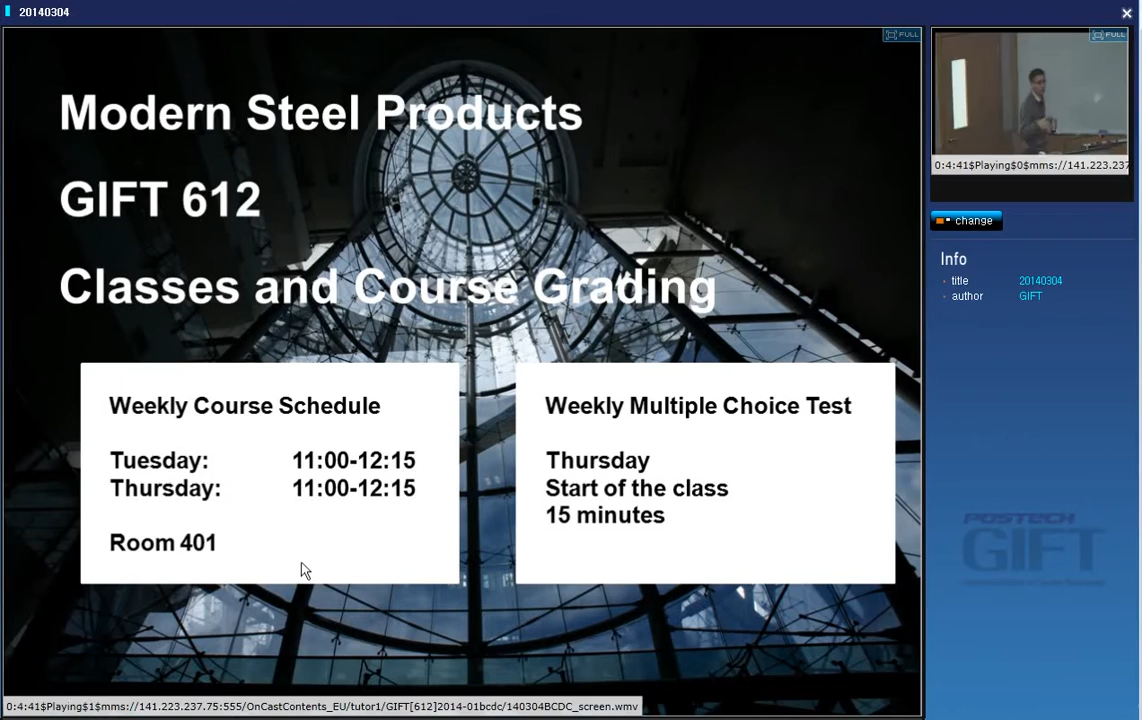 20140304
FULL
FULL
Modern Steel Products
GIFT 612
Classes and Course Grading
Weekly Course Schedule
Tuesday: 11:00-12:15
Thursday: 11:00-12:15
Room 401
Weekly Multiple Choice Test
Thursday
Start of the class
15 minutes
0:4:41$Playing$1$mms://141.223.237.75:555/OnCastContents_EU/tutor1/GIFT[612]2014-01bcdc/140304BCDC_screen.wmv
0:4:41$Playing$0$mms://141.223.237
change
Info
title 20140304
author GIFT
POSTECH
GIFT